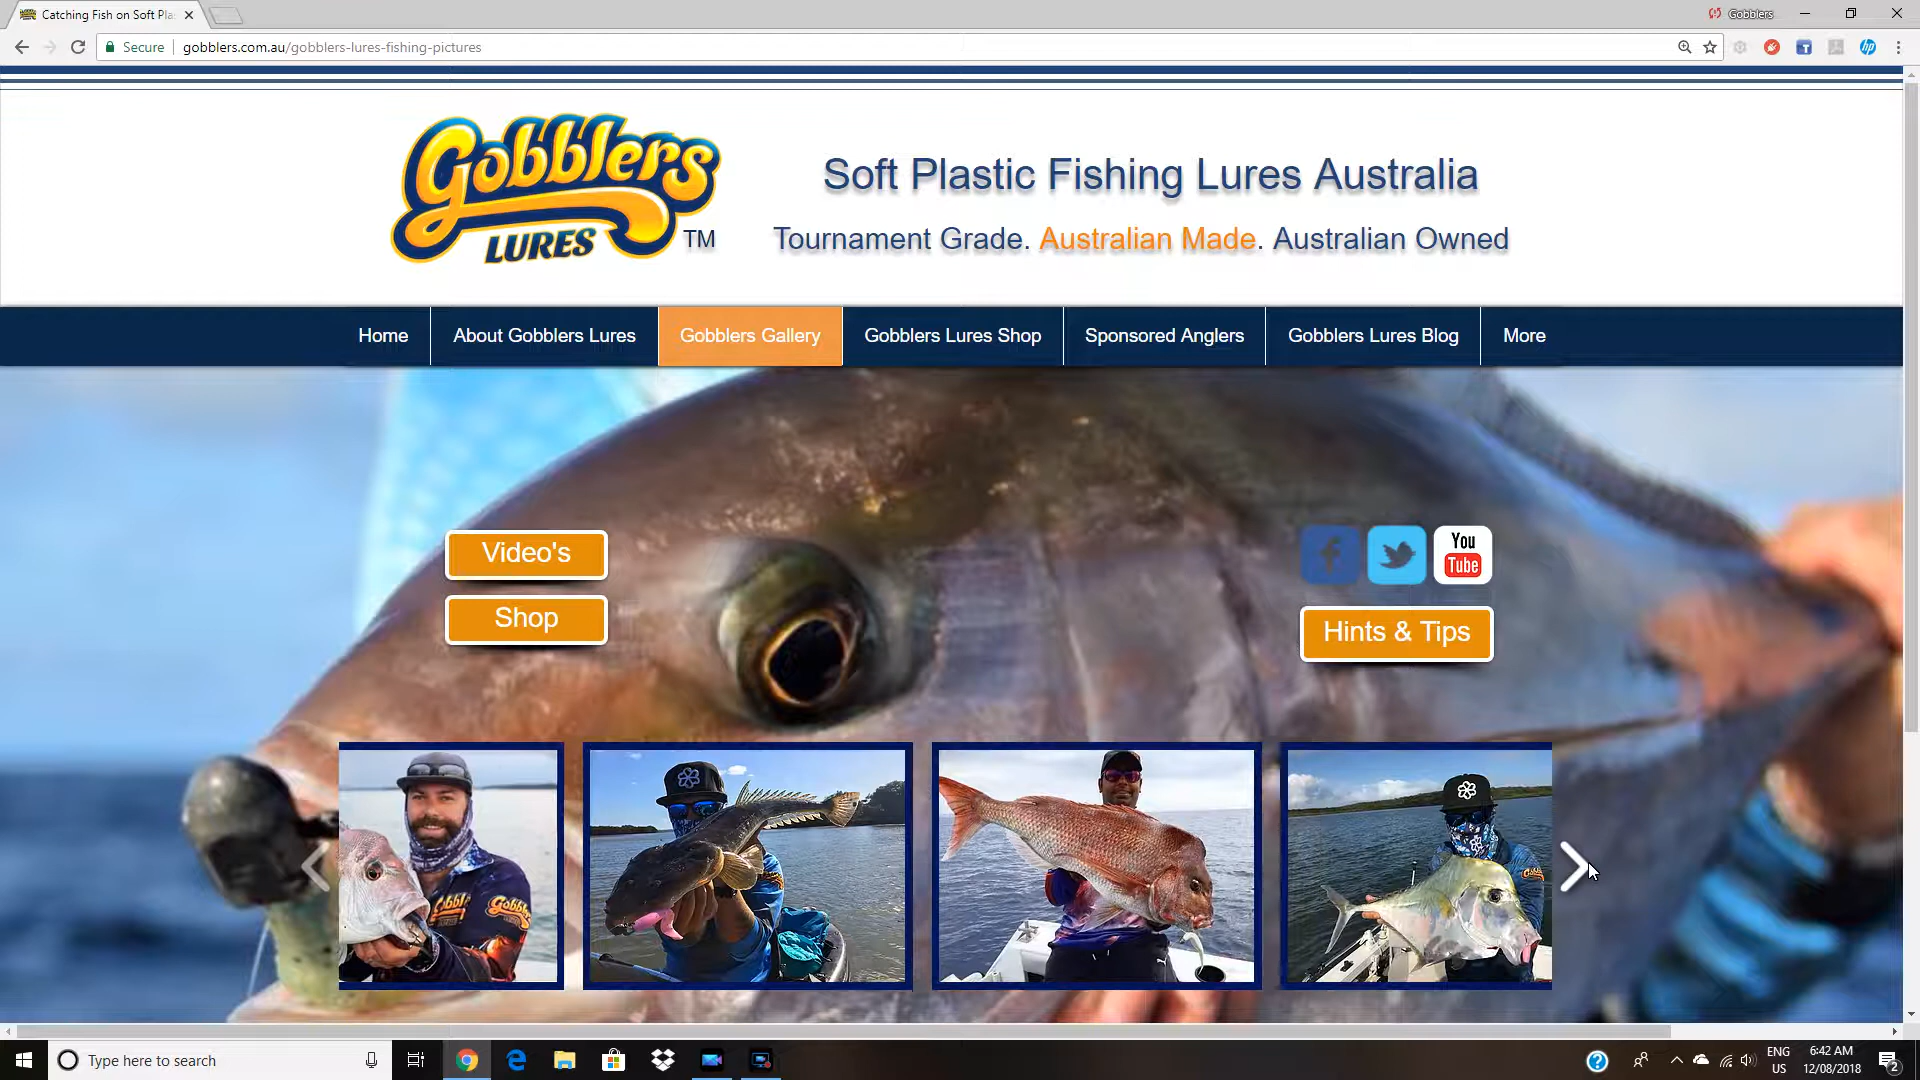 Catching Fish on Soft Pla
Gobblers
Secure
gobblers.com.au/gobblers-lures-fishing-pictures
Gobblers
LURES TM
Soft Plastic Fishing Lures Australia
Tournament Grade. Australian Made. Australian Owned
Home
About Gobblers Lures
Gobblers Gallery
Gobblers Lures Shop
Sponsored Anglers
Gobblers Lures Blog
More
Video's
Shop
You
Tube
Hints & Tips
Type here to search
ENG
US
6:42 AM
12/08/2018
2